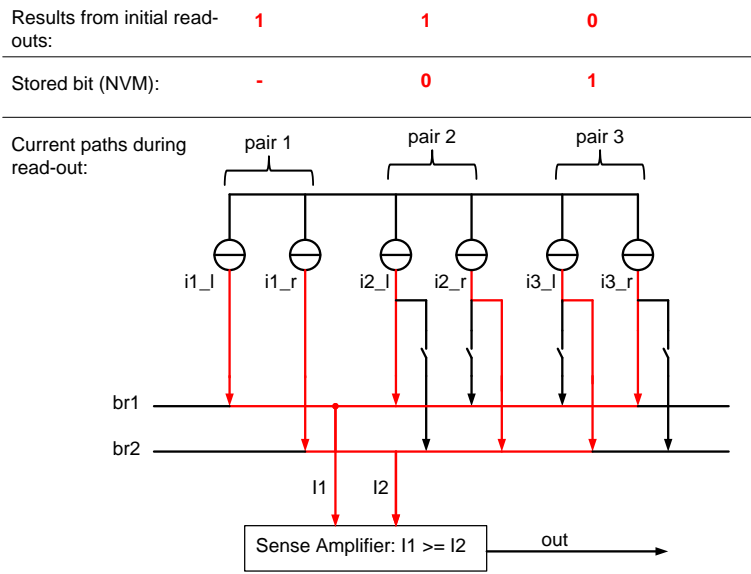 Results from initial read-
outs:
1 1 0
Stored bit (NVM):
- 0 1
Current paths during
read-out:
pair 1 pair 2 pair 3
i1_l i1_r i2_l i2_r i3_l i3_r
br1
br2
I1 I2
Sense Amplifier: I1 >= I2
out